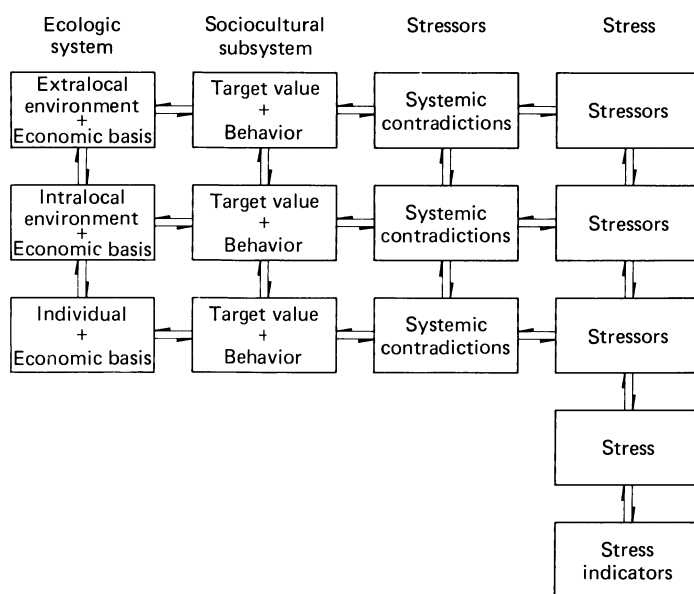 Ecologic
system
Sociocultural
subsystem
Stressors
Stress
Extralocal
environment
+
Economic basis
Target value
+
Behavior
Systemic
contradictions
Stressors
Intralocal
environment
+
Economic basis
Target value
+
Behavior
Systemic
contradictions
Stressors
Individual
+
Economic basis
Target value
+
Behavior
Systemic
contradictions
Stressors
Stress
Stress
indicators